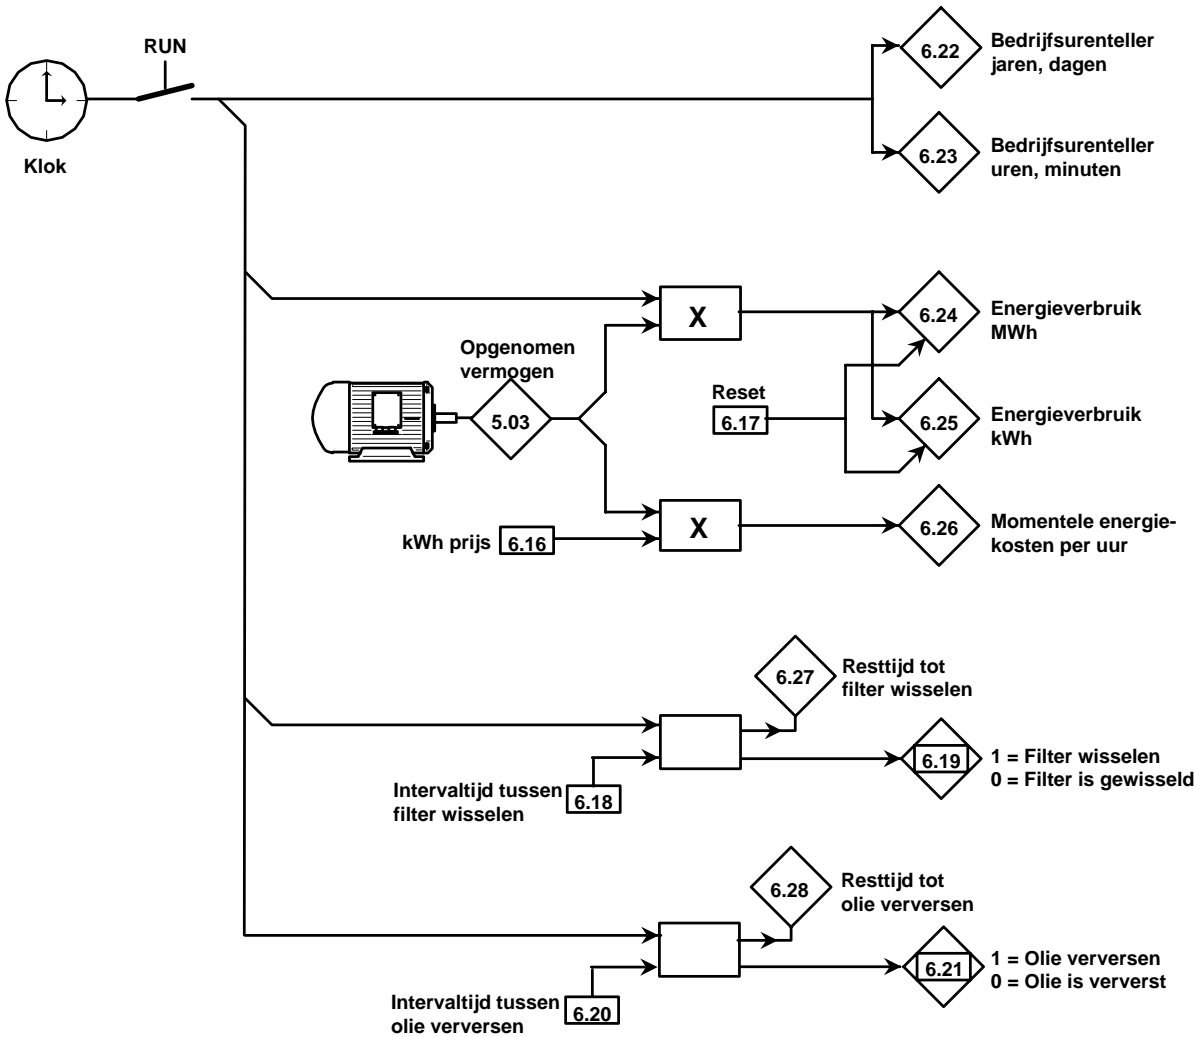 RUN
Klok
6.22
Bedrijfsurenteller
jaren, dagen
6.23
Bedrijfsurenteller
uren, minuten
X
6.24
Energieverbruik
MWh
Opgenomen
vermogen
5.03
Reset
6.17
6.25
Energieverbruik
kWh
kWh prijs
6.16
X
6.26
Momentele energie-
kosten per uur
6.27
Resttijd tot
filter wisselen
Intervaltijd tussen
filter wisselen
6.18
6.19
1 = Filter wisselen
0 = Filter is gewisseld
6.28
Resttijd tot
olie verversen
Intervaltijd tussen
olie verversen
6.20
6.21
1 = Olie verversen
0 = Olie is ververst